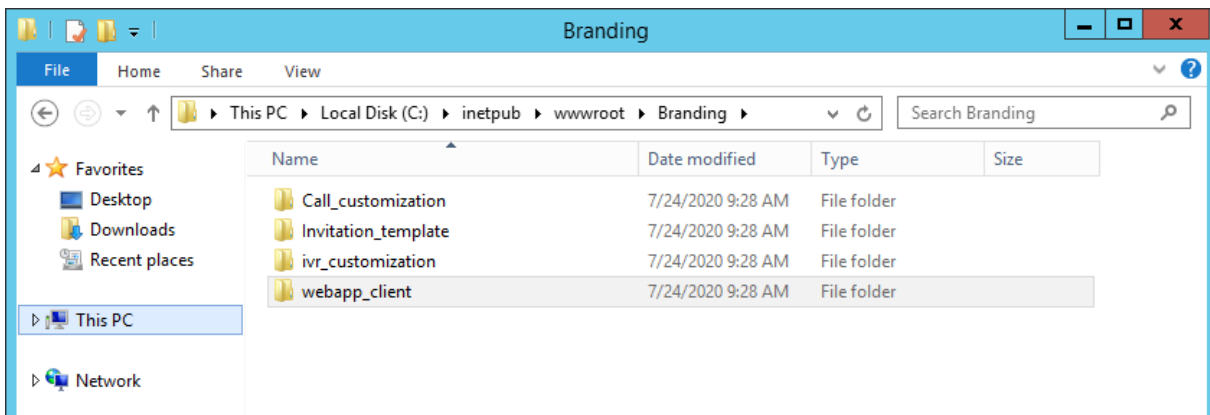 Branding
File Home Share View
This PC Local Disk (C:) inetpub wwwroot Branding Search Branding
Favorites
Desktop
Downloads
Recent places
This PC
Network
Name Date modified Type Size
Call_customization 7/24/2020 9:28 AM File folder
Invitation_template 7/24/2020 9:28 AM File folder
ivr_customization 7/24/2020 9:28 AM File folder
webapp_client 7/24/2020 9:28 AM File folder